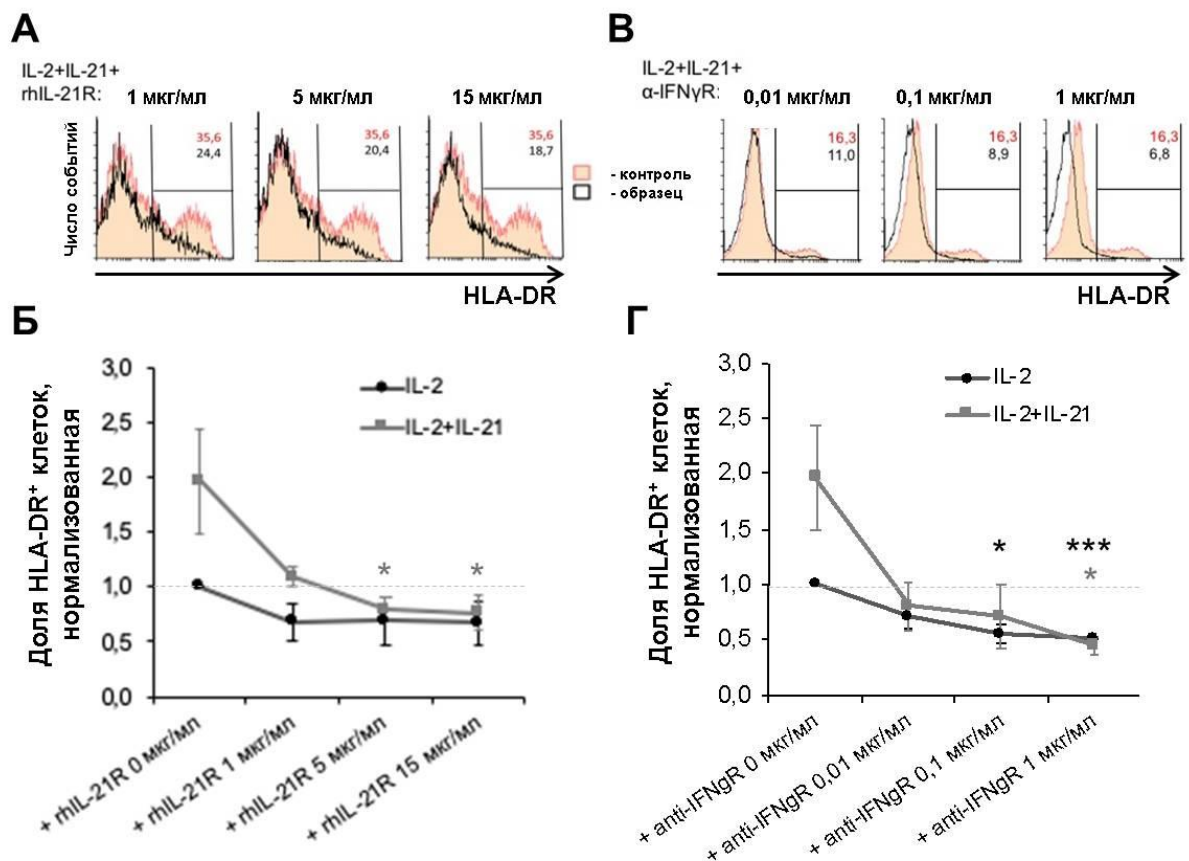 А
IL-2+IL-21+
rhIL-21R:
1 мкг/мл
5 мкг/мл
15 мкг/мл
Число событий
35,6
24,4
35,6
20,4
35,6
18,7
- контроль
- образец
HLA-DR
В
IL-2+IL-21+
α-IFNγR:
0,01 мкг/мл
0,1 мкг/мл
1 мкг/мл
16,3
11,0
16,3
8,9
16,3
6,8
HLA-DR
Б
Доля HLA-DR⁺ клеток,
нормализованная
3,0
2,5
2,0
1,5
1,0
0,5
0,0
IL-2
IL-2+IL-21
*
*
+ rhIL-21R 0 мкг/мл
+ rhIL-21R 1 мкг/мл
+ rhIL-21R 5 мкг/мл
+ rhIL-21R 15 мкг/мл
Г
Доля HLA-DR⁺ клеток,
нормализованная
3,0
2,5
2,0
1,5
1,0
0,5
0,0
IL-2
IL-2+IL-21
*
***
*
+ anti-IFNgR 0 мкг/мл
+ anti-IFNgR 0,01 мкг/мл
+ anti-IFNgR 0,1 мкг/мл
+ anti-IFNgR 1 мкг/мл